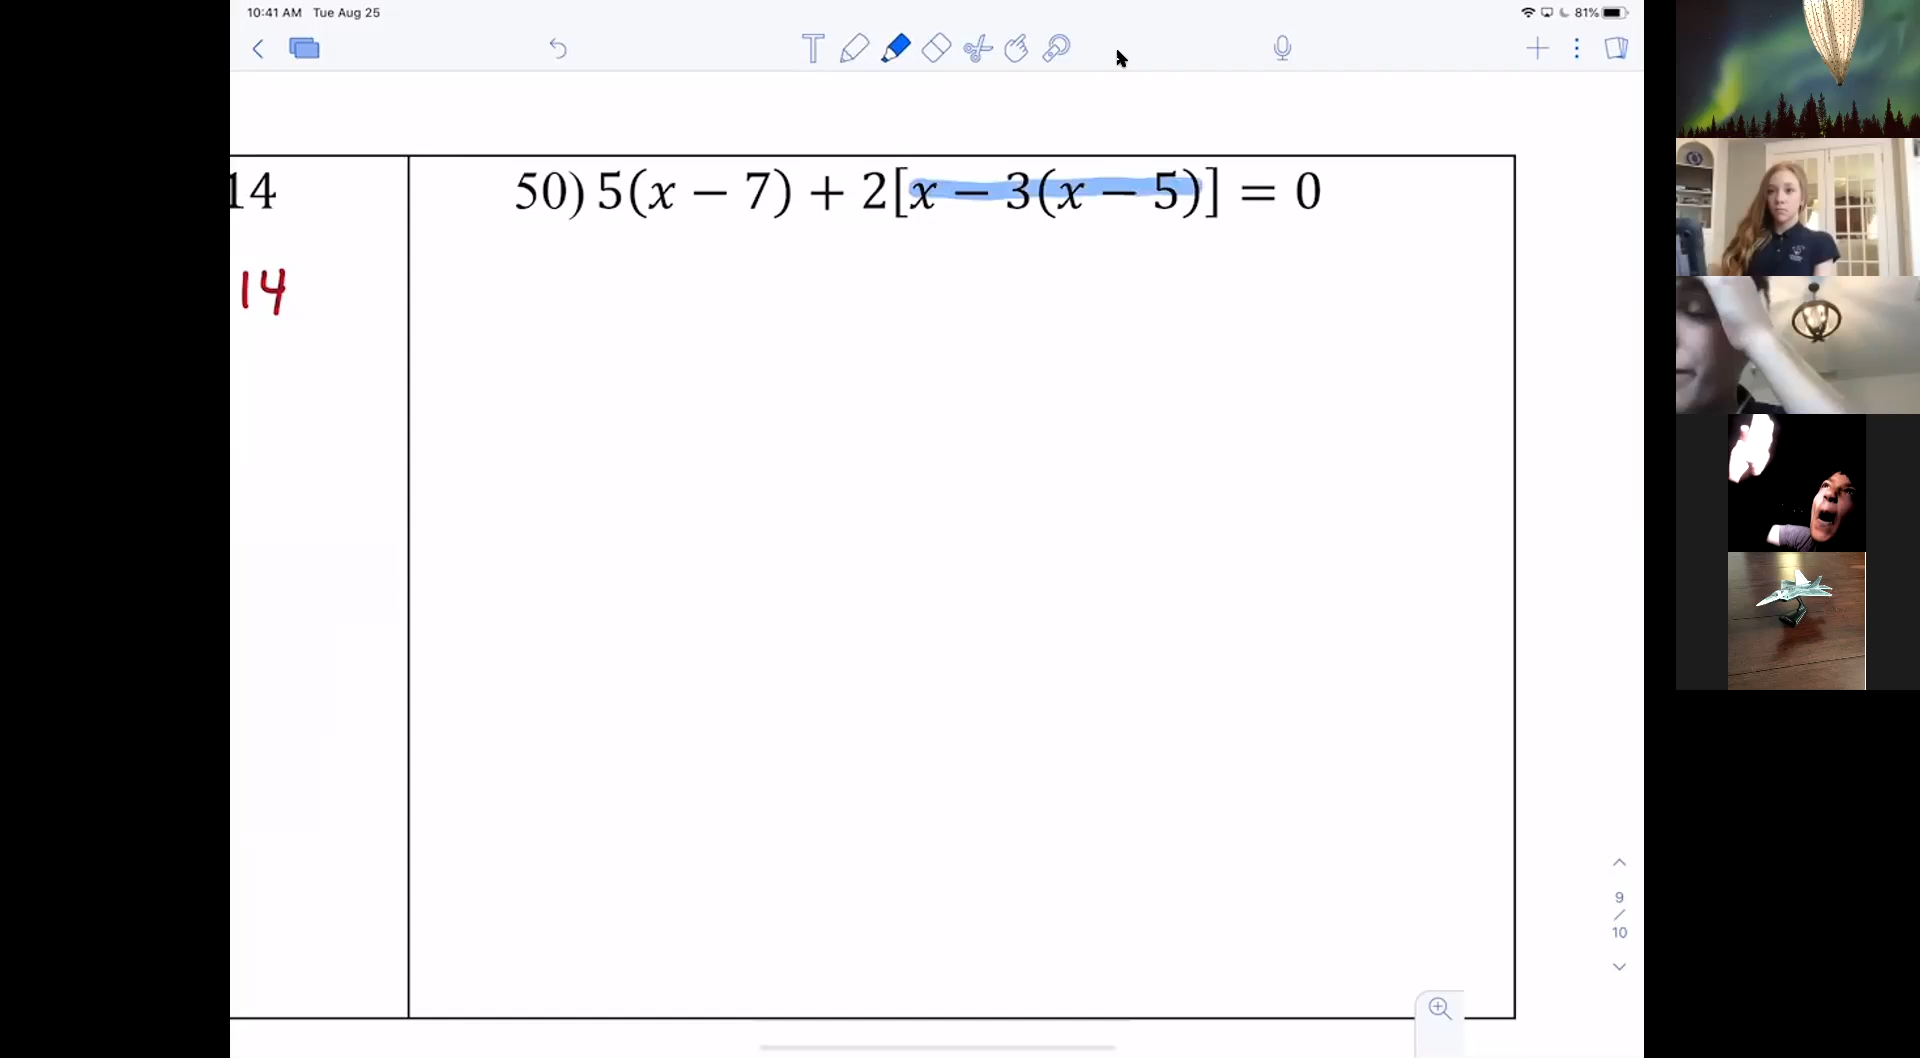 10:41 AM Tue Aug 25
81%
T
14
50) 5(x − 7) + 2[x − 3(x − 5)] = 0
14
9
/
10